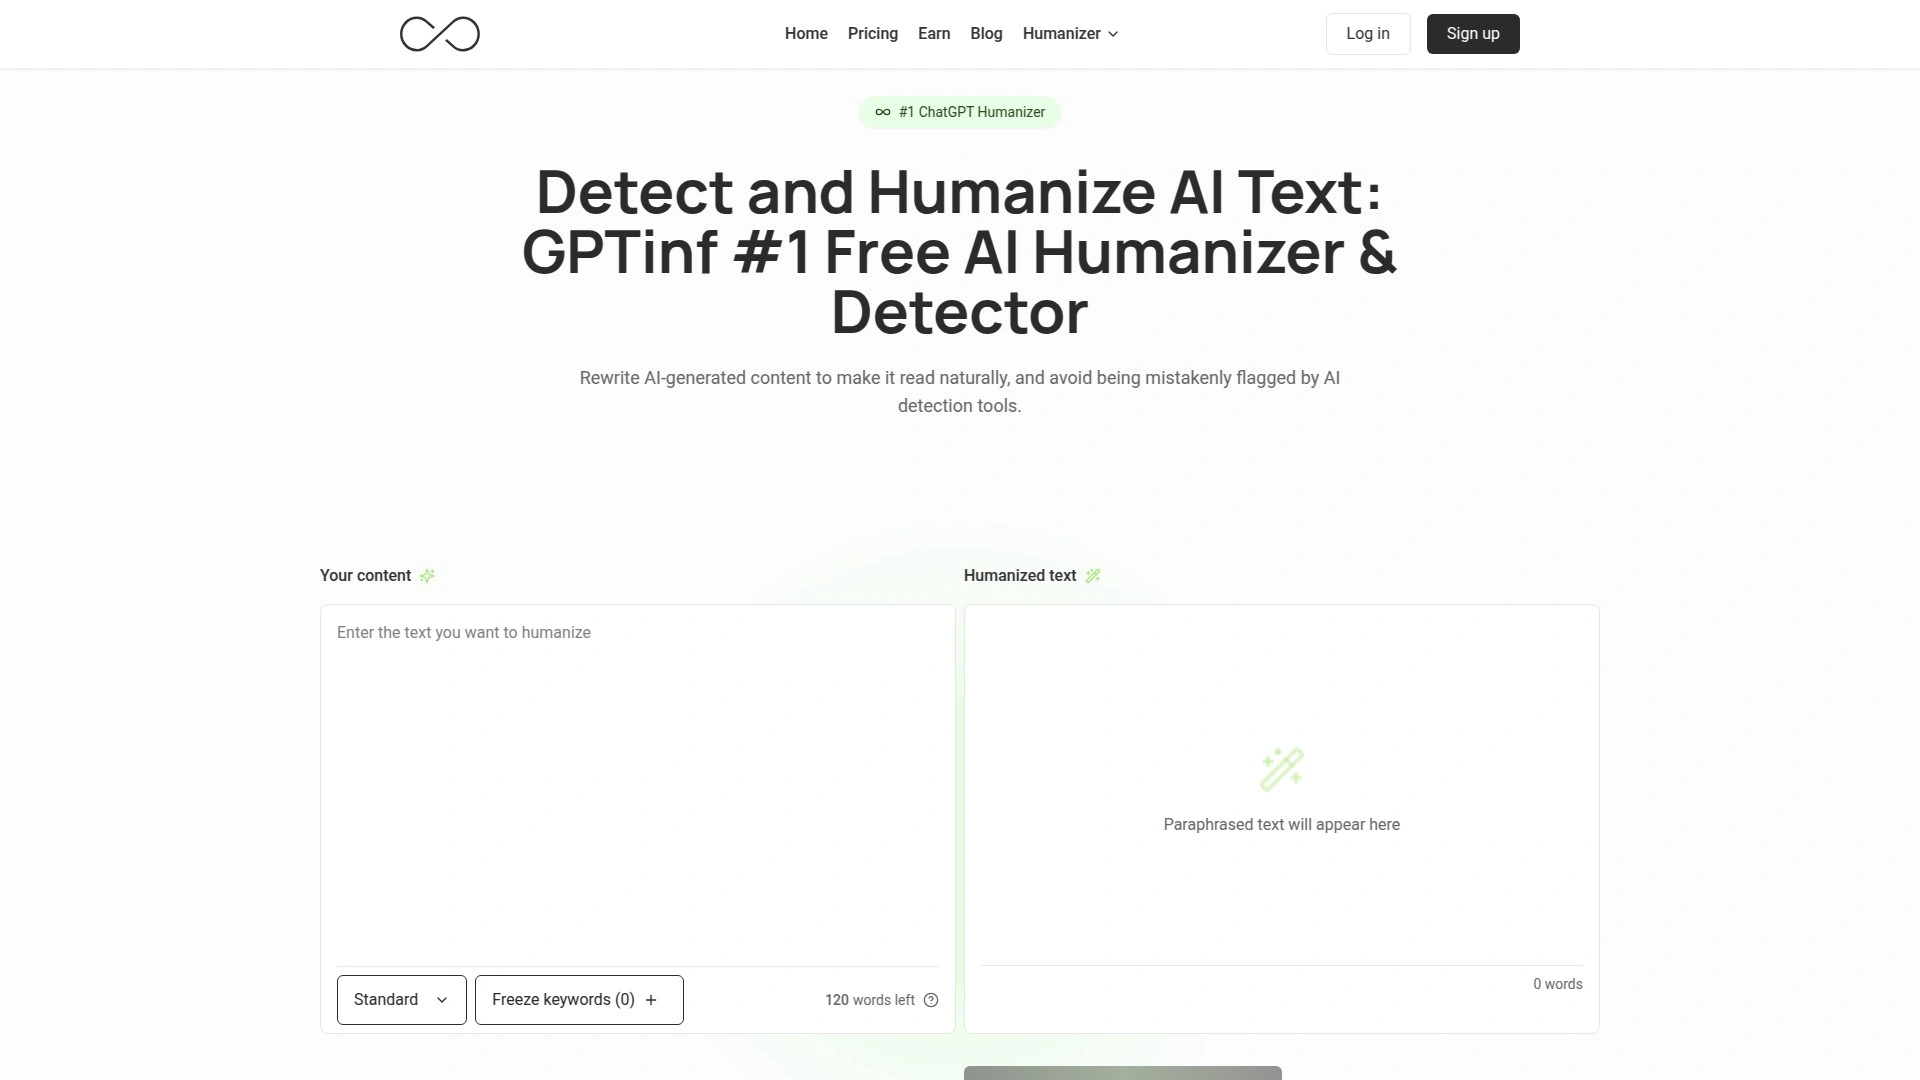 Home Pricing Earn Blog Humanizer Log in Sign up
#1 ChatGPT Humanizer
Detect and Humanize AI Text:
GPTinf #1 Free AI Humanizer &
Detector
Rewrite AI-generated content to make it read naturally, and avoid being mistakenly flagged by AI
detection tools.
Your content
Enter the text you want to humanize
Standard Freeze keywords (0) 120 words left
Humanized text
Paraphrased text will appear here
0 words